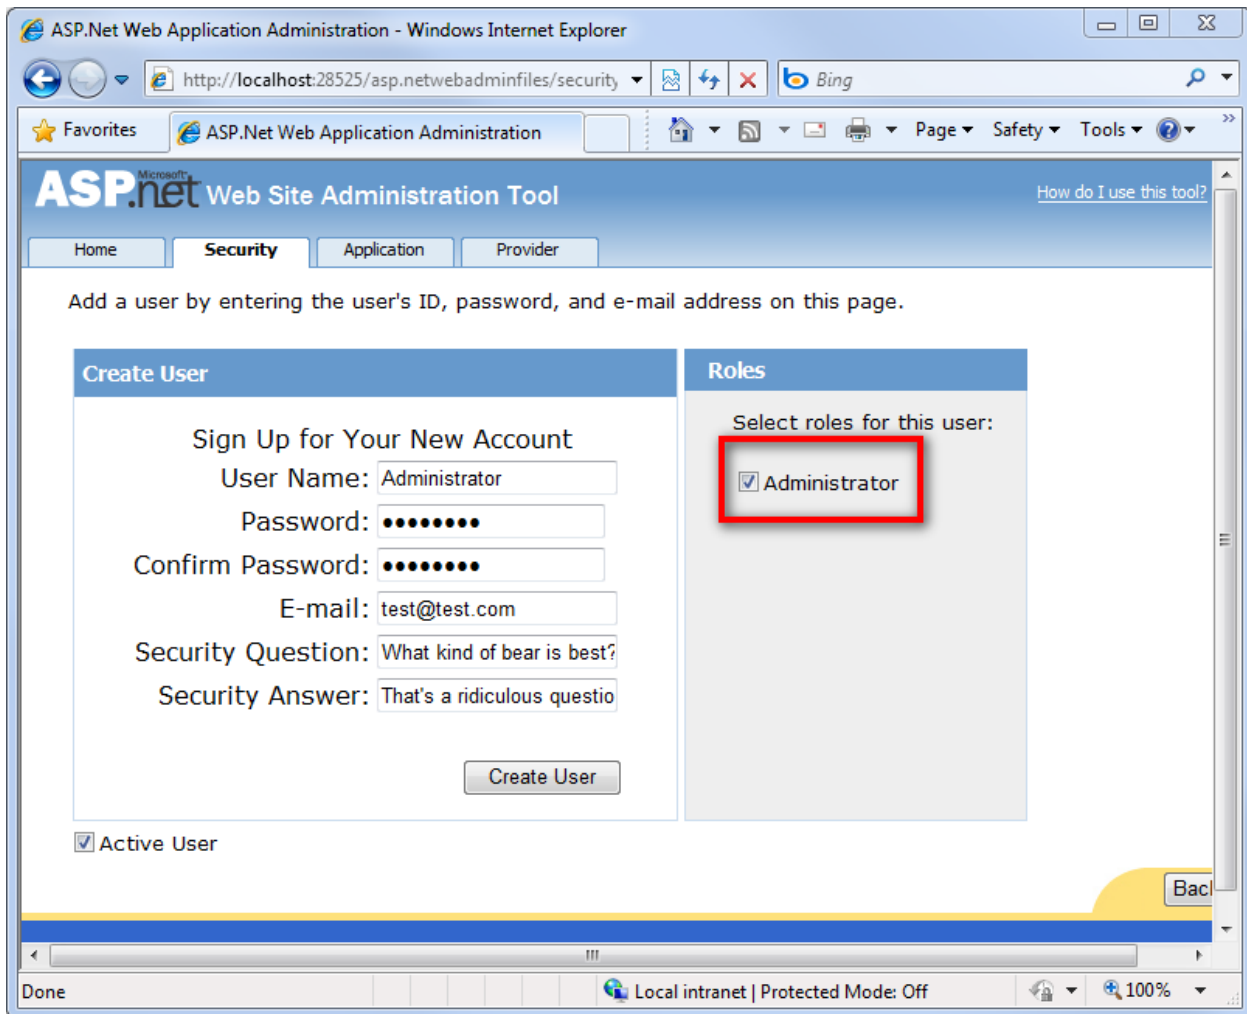 ASP.Net Web Application Administration - Windows Internet Explorer
http://localhost:28525/asp.netwebadminfiles/security
Bing
Favorites
ASP.Net Web Application Administration
Page
Safety
Tools
»
Microsoft
ASP.net Web Site Administration Tool
How do I use this tool?
Home
Security
Application
Provider
Add a user by entering the user's ID, password, and e-mail address on this page.
Create User
Roles
Sign Up for Your New Account
Select roles for this user:
User Name: Administrator
Administrator
Password: ••••••••
Confirm Password: ••••••••
E-mail: test@test.com
Security Question: What kind of bear is best?
Security Answer: That's a ridiculous questio
Create User
Active User
Back
Done
Local intranet | Protected Mode: Off
100%